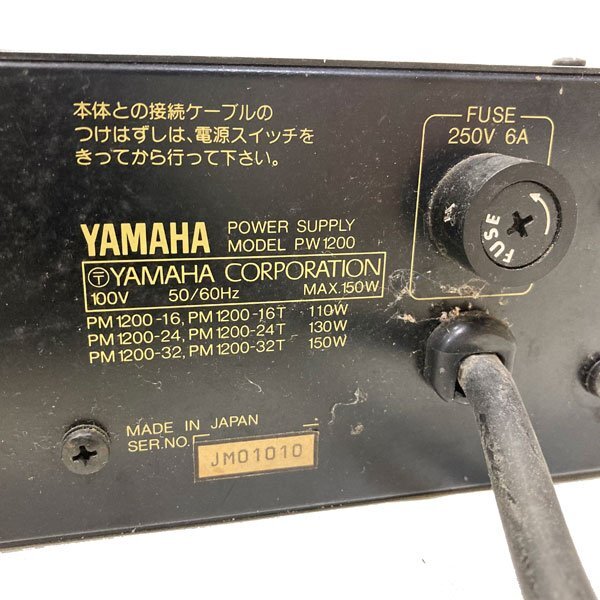 本体との接続ケーブルの
つけはずしは、電源スイッチを
きってから行って下さい。
FUSE
250V 6A
FUSE
YAMAHA POWER SUPPLY
MODEL PW1200
〶YAMAHA CORPORATION
100V 50/60Hz MAX.150W
PM1200-16, PM1200-16T 110W
PM1200-24, PM1200-24T 130W
PM1200-32, PM1200-32T 150W
MADE IN JAPAN
SER.NO.
JM01010